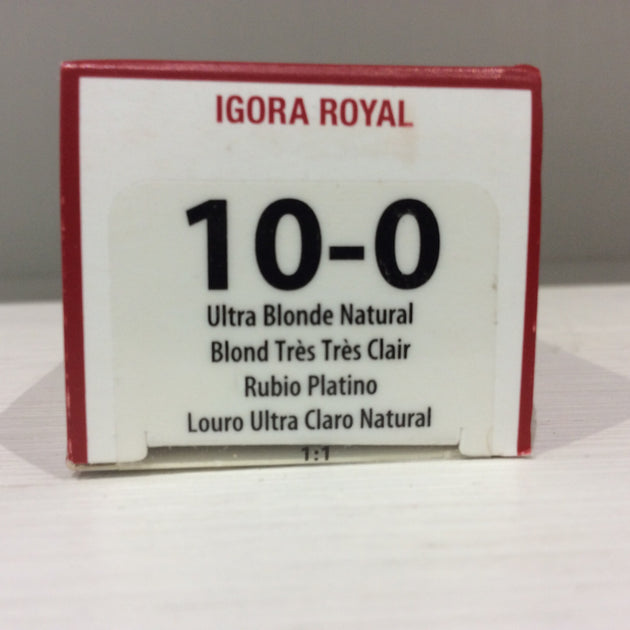 IGORA ROYAL
10-0
Ultra Blonde Natural
Blond Très Très Clair
Rubio Platino
Louro Ultra Claro Natural
1:1